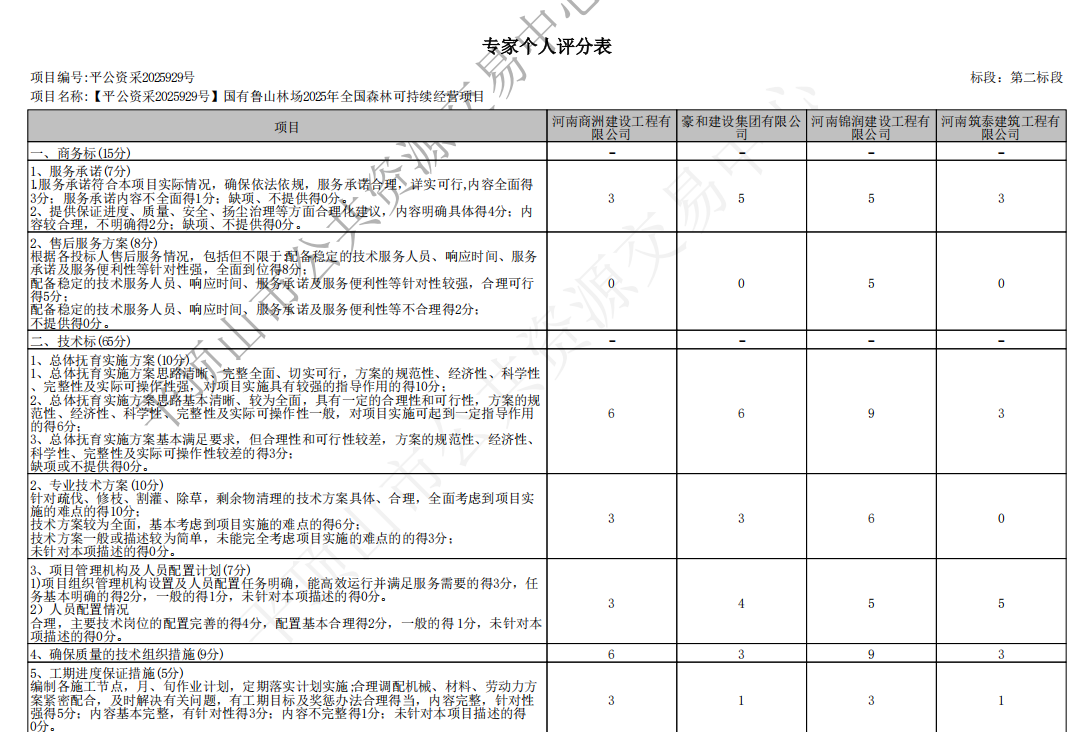 专家个人评分表
项目编号:平公资采2025929号
标段：第二标段
项目名称:【平公资采2025929号】国有鲁山林场2025年全国森林可持续经营项目
项目
河南商洲建设工程有限公司
豪和建设集团有限公司
河南锦润建设工程有限公司
河南筑泰建筑工程有限公司
一、商务标(15分)
-
-
-
-
1、服务承诺(7分)
1.服务承诺符合本项目实际情况，确保依法依规，服务承诺合理，详实可行,内容全面得
3分；服务承诺内容不全面得1分；缺项、不提供得0分。
2、提供保证进度、质量、安全、扬尘治理等方面合理化建议，内容明确具体得4分；内
容较合理，不明确得2分；缺项、不提供得0分。
3
5
5
3
2、售后服务方案(8分)
根据各投标人售后服务情况，包括但不限于:配备稳定的技术服务人员、响应时间、服务
承诺及服务便利性等针对性强，全面到位得8分；
配备稳定的技术服务人员、响应时间、服务承诺及服务便利性等针对性较强，合理可行
得5分；
配备稳定的技术服务人员、响应时间、服务承诺及服务便利性等不合理得2分；
不提供得0分。
0
0
5
0
二、技术标(65分)
-
-
-
-
1、总体抚育实施方案(10分)
1、总体抚育实施方案思路清晰、完整全面、切实可行，方案的规范性、经济性、科学性
、完整性及实际可操作性强，对项目实施具有较强的指导作用的得10分；
2、总体抚育实施方案思路基本清晰、较为全面，具有一定的合理性和可行性，方案的规
范性、经济性、科学性、完整性及实际可操作性一般，对项目实施可起到一定指导作用
的得6分；
3、总体抚育实施方案基本满足要求，但合理性和可行性较差，方案的规范性、经济性、
科学性、完整性及实际可操作性较差的得3分；
缺项或不提供得0分。
6
6
9
3
2、专业技术方案(10分)
针对疏伐、修枝、割灌、除草，剩余物清理的技术方案具体、合理，全面考虑到项目实
施的难点的得10分；
技术方案较为全面，基本考虑到项目实施的难点的得6分；
技术方案一般或描述较为简单，未能完全考虑项目实施的难点的的得3分；
未针对本项描述的得0分。
3
3
6
0
3、项目管理机构及人员配置计划(7分)
1)项目组织管理机构设置及人员配置任务明确，能高效运行并满足服务需要的得3分，任
务基本明确的得2分，一般的得1分，未针对本项描述的得0分。
2）人员配置情况
合理，主要技术岗位的配置完善的得4分，配置基本合理得2分，一般的得 1分，未针对本
项描述的得0分。
3
4
5
5
4、确保质量的技术组织措施(9分)
6
3
9
3
5、工期进度保证措施(5分)
编制各施工节点，月、旬作业计划，定期落实计划实施;合理调配机械、材料、劳动力方
案紧密配合，及时解决有关问题，有工期目标及奖惩办法合理得当，内容完整，针对性
强得5分；内容基本完整，有针对性得3分；内容不完整得1分；未针对本项目描述的得
0分。
3
1
3
1
平顶山市公共资源交易中心
平顶山市公共资源交易中心